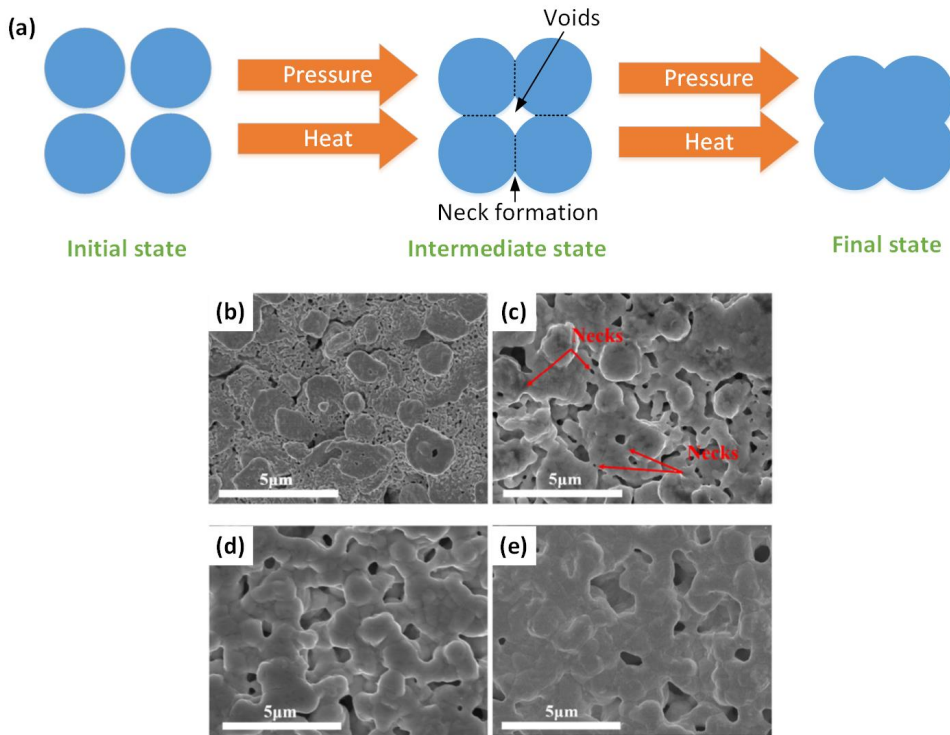 (a)
Voids
Pressure
Pressure
Heat
Heat
Neck formation
Initial state
Intermediate state
Final state
(b)
(c)
Necks
Necks
5μm
5μm
(d)
(e)
5μm
5μm